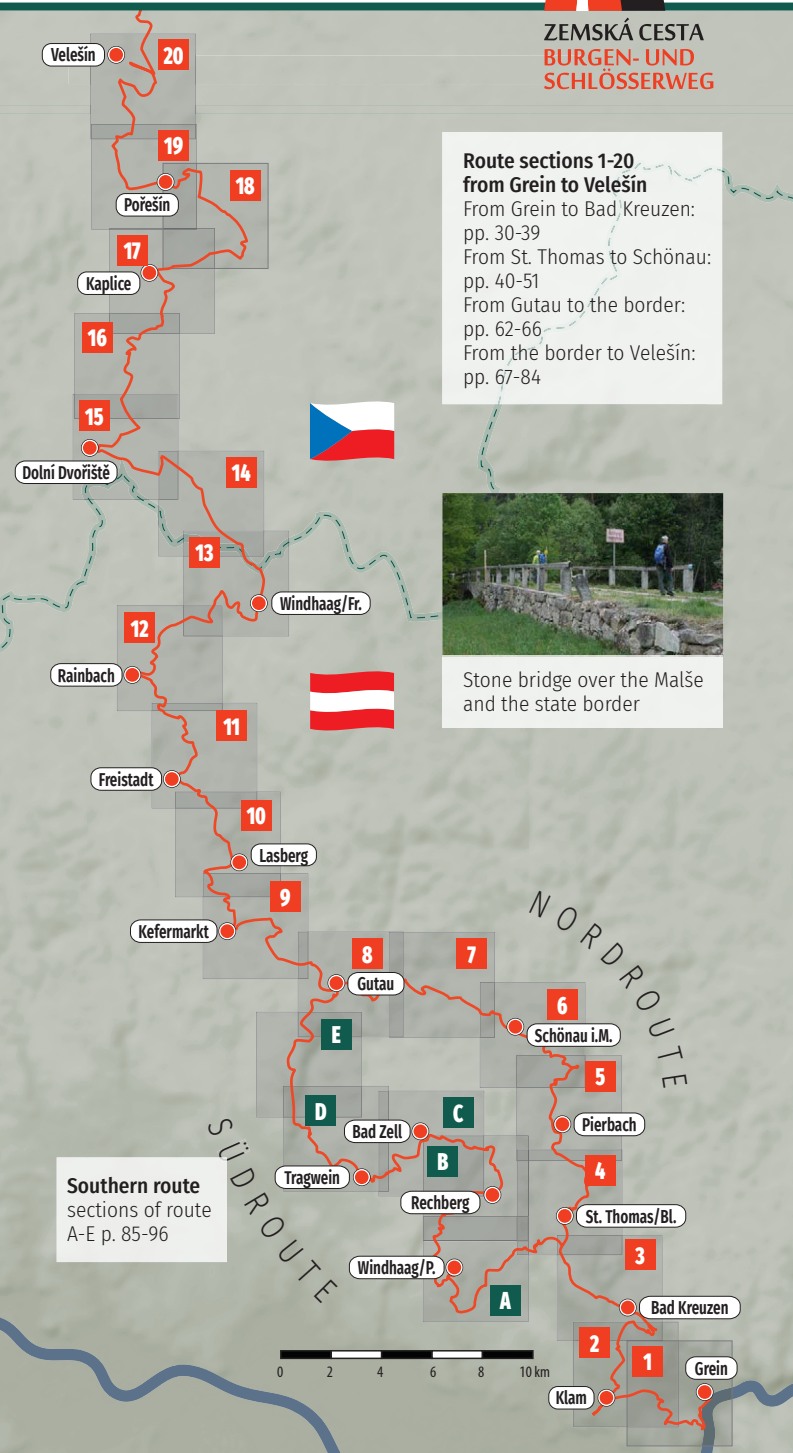 ZEMSKÁ CESTA
BURGEN- UND
SCHLÖSSERWEG
Route sections 1-20
from Grein to Velešín
From Grein to Bad Kreuzen:
pp. 30-39
From St. Thomas to Schönau:
pp. 40-51
From Gutau to the border:
pp. 62-66
From the border to Velešín:
pp. 67-84
Velešín
20
19
Pořešín
18
17
Kaplice
16
15
Dolní Dvořiště
14
13
Windhaag/Fr.
Stone bridge over the Malše
and the state border
12
Rainbach
11
Freistadt
10
Lasberg
9
Kefermarkt
NORDROUTE
8
7
Gutau
6
Schönau i.M.
E
5
D
C
Bad Zell
Pierbach
B
4
Tragwein
Rechberg
SÜDROUTE
Southern route
sections of route
A-E p. 85-96
St. Thomas/Bl.
3
Windhaag/P.
A
Bad Kreuzen
2
1
Grein
Klam
0 2 4 6 8 10 km